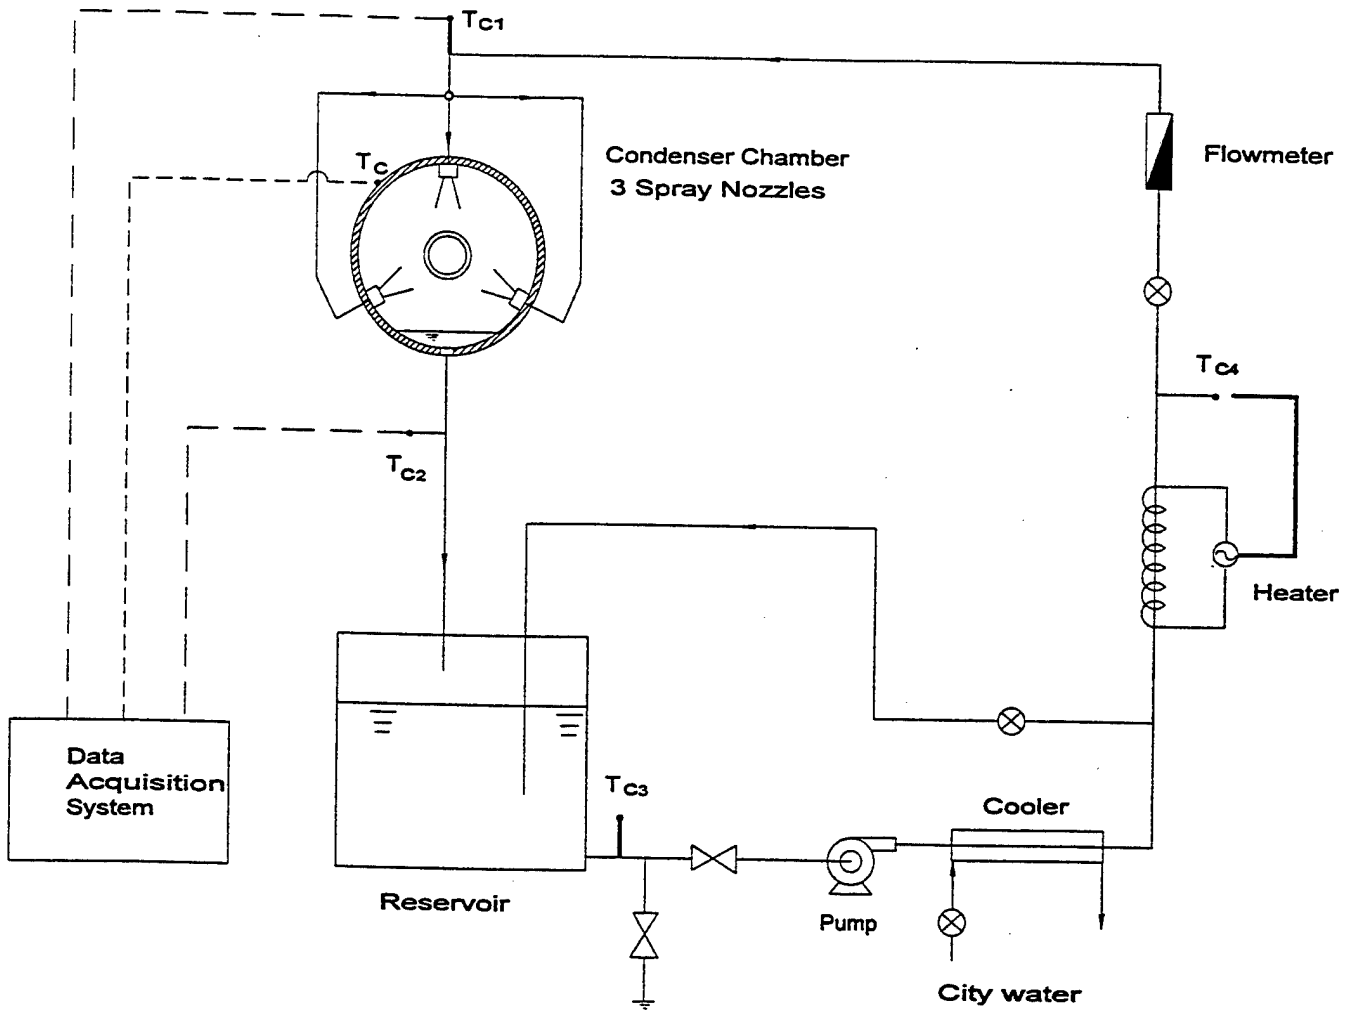 TC1
Condenser Chamber
3 Spray Nozzles
Flowmeter
TC
TC4
TC2
Heater
Data
Acquisition
System
TC3
Cooler
Reservoir
Pump
City water